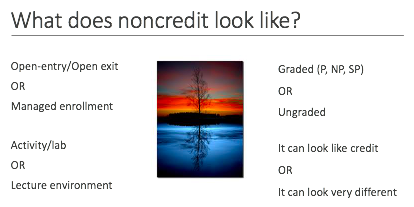 What does noncredit look like?
Open-entry/Open exit
OR
Managed enrollment
Activity/lab
OR
Lecture environment
Graded (P, NP, SP)
OR
Ungraded
It can look like credit
OR
It can look very different